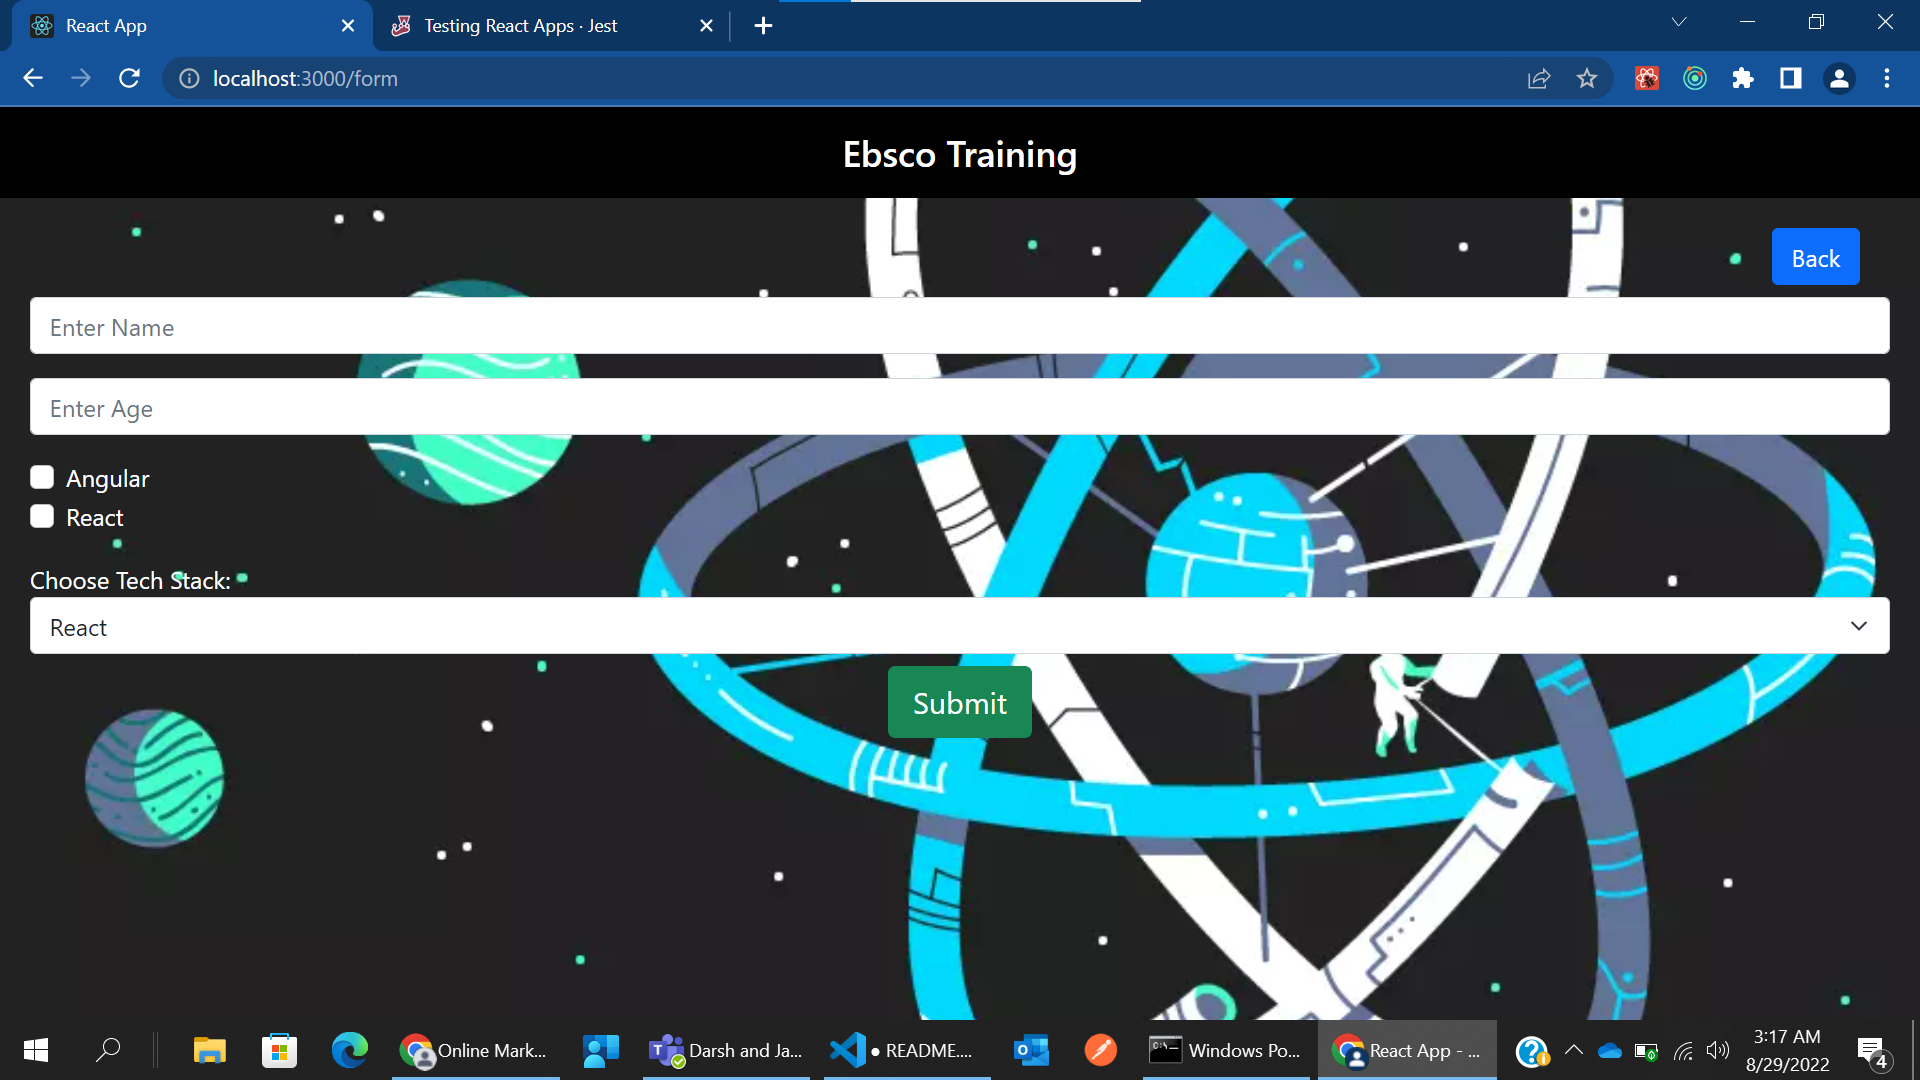 React App
Testing React Apps · Jest
localhost:3000/form
Ebsco Training
Back
Enter Name
Enter Age
Angular
React
Choose Tech Stack:
React
Submit
Online Mark...
Darsh and Ja...
● README....
Windows Po...
React App - ...
3:17 AM
8/29/2022
4